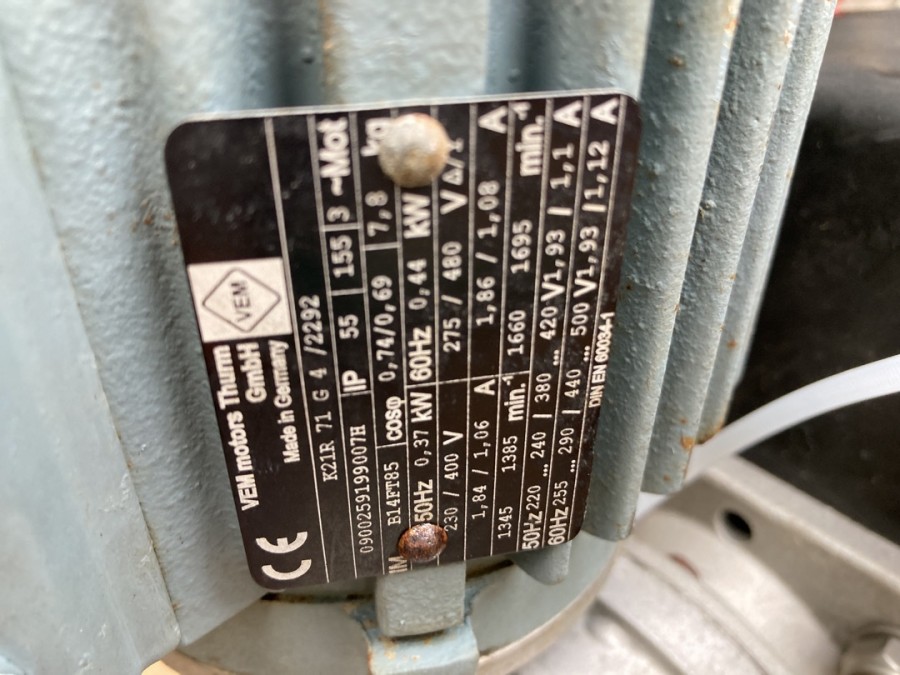 VEM
VEM motors Thurm
GmbH
Made in Germany
CE
K21R 71 G 4 /2292
3 ~Mot
0900259199007H
IP 55 155
7,8 kg
IM B14FT85 cosφ 0,74/0,69
50Hz 0,37 kW 60Hz 0,44 kW
230 / 400 V 275 / 480 V Δ/
1,84 / 1,06 A 1,86 / 1,08 A
1345 1385 min.-1 1660 1695 min.-1
50Hz 220 ... 240 / 380 ... 420 V 1,93 / 1,1 A
60Hz 255 ... 290 / 440 ... 500 V 1,93 / 1,12 A
DIN EN 60034-1